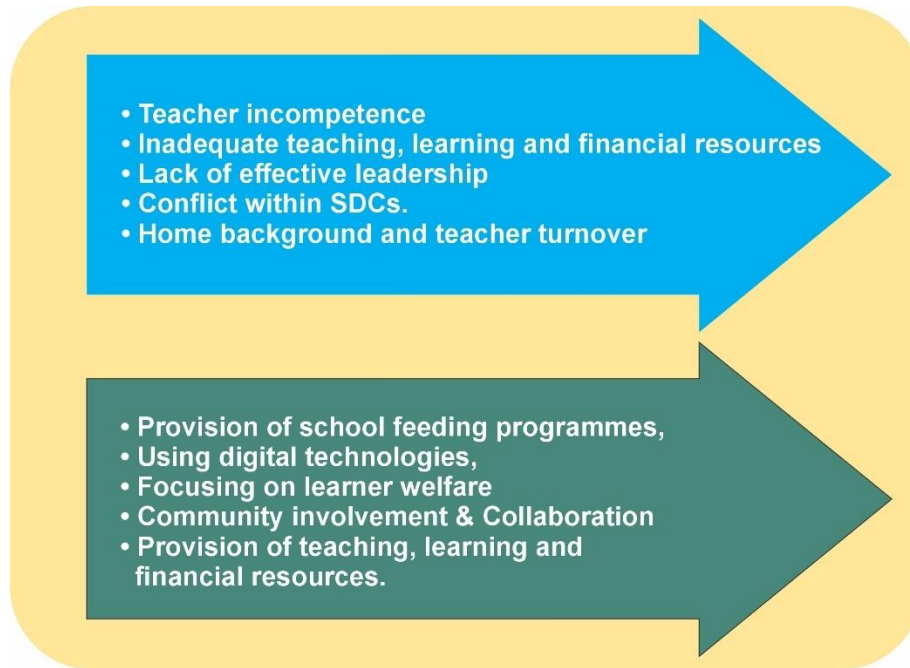 • Teacher incompetence
• Inadequate teaching, learning and financial resources
• Lack of effective leadership
• Conflict within SDCs.
• Home background and teacher turnover
• Provision of school feeding programmes,
• Using digital technologies,
• Focusing on learner welfare
• Community involvement & Collaboration
• Provision of teaching, learning and
financial resources.